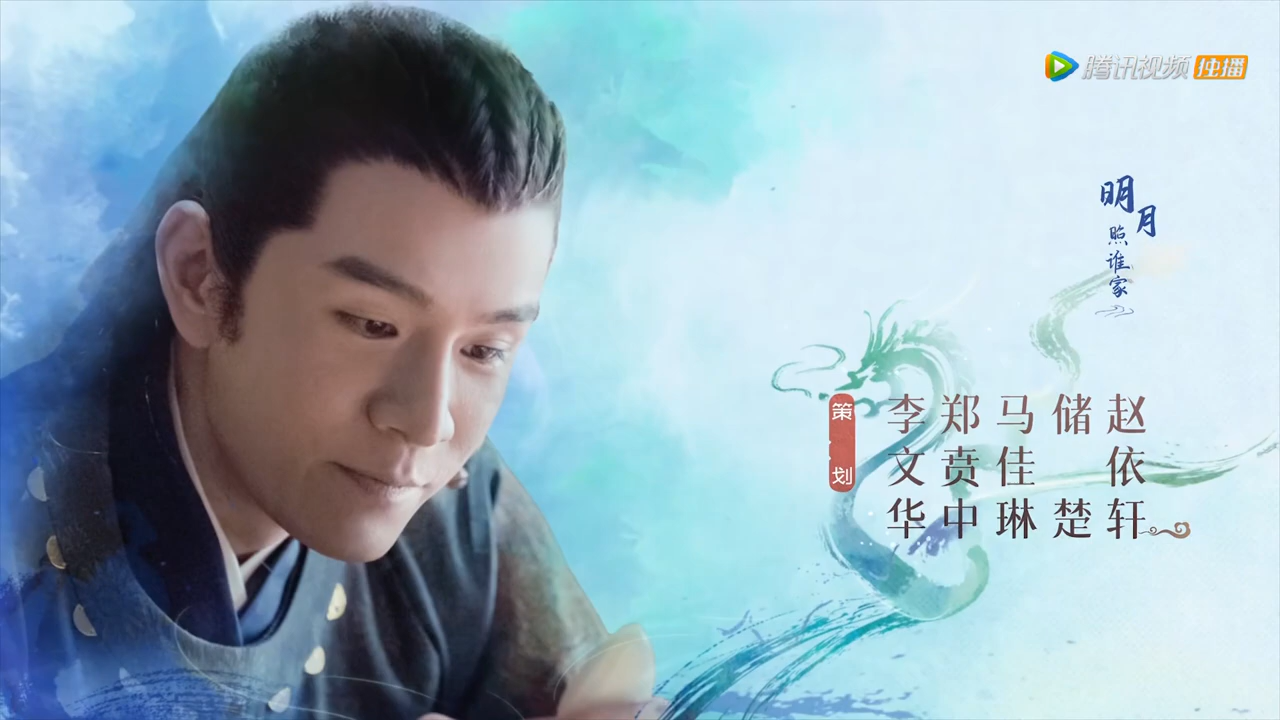 腾讯视频 独播
明月
照谁家
策划
李文华
郑贲中
马佳琳
储楚
赵依轩